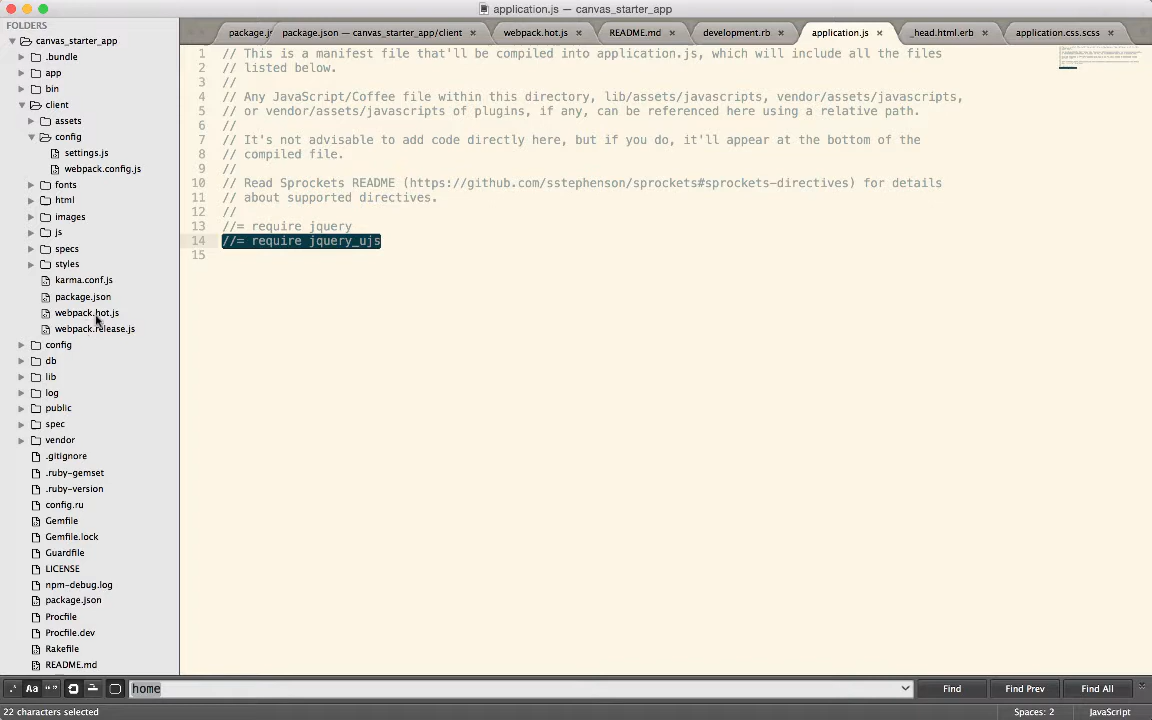 application.js — canvas_starter_app
FOLDERS
canvas_starter_app
.bundle
app
bin
client
assets
config
settings.js
webpack.config.js
fonts
html
images
js
specs
styles
karma.conf.js
package.json
webpack.hot.js
webpack.release.js
config
db
lib
log
public
spec
vendor
.gitignore
.ruby-gemset
.ruby-version
config.ru
Gemfile
Gemfile.lock
Guardfile
LICENSE
npm-debug.log
package.json
Procfile
Procfile.dev
Rakefile
README.md
package.js package.json — canvas_starter_app/client × webpack.hot.js × README.md × development.rb × application.js × _head.html.erb × application.css.scss ×
1 // This is a manifest file that'll be compiled into application.js, which will include all the files
2 // listed below.
3 //
4 // Any JavaScript/Coffee file within this directory, lib/assets/javascripts, vendor/assets/javascripts,
5 // or vendor/assets/javascripts of plugins, if any, can be referenced here using a relative path.
6 //
7 // It's not advisable to add code directly here, but if you do, it'll appear at the bottom of the
8 // compiled file.
9 //
10 // Read Sprockets README (https://github.com/sstephenson/sprockets#sprockets-directives) for details
11 // about supported directives.
12 //
13 //= require jquery
14 //= require jquery_ujs
15
.* Aa “ ” home Find Find Prev Find All
22 characters selected Spaces: 2 JavaScript